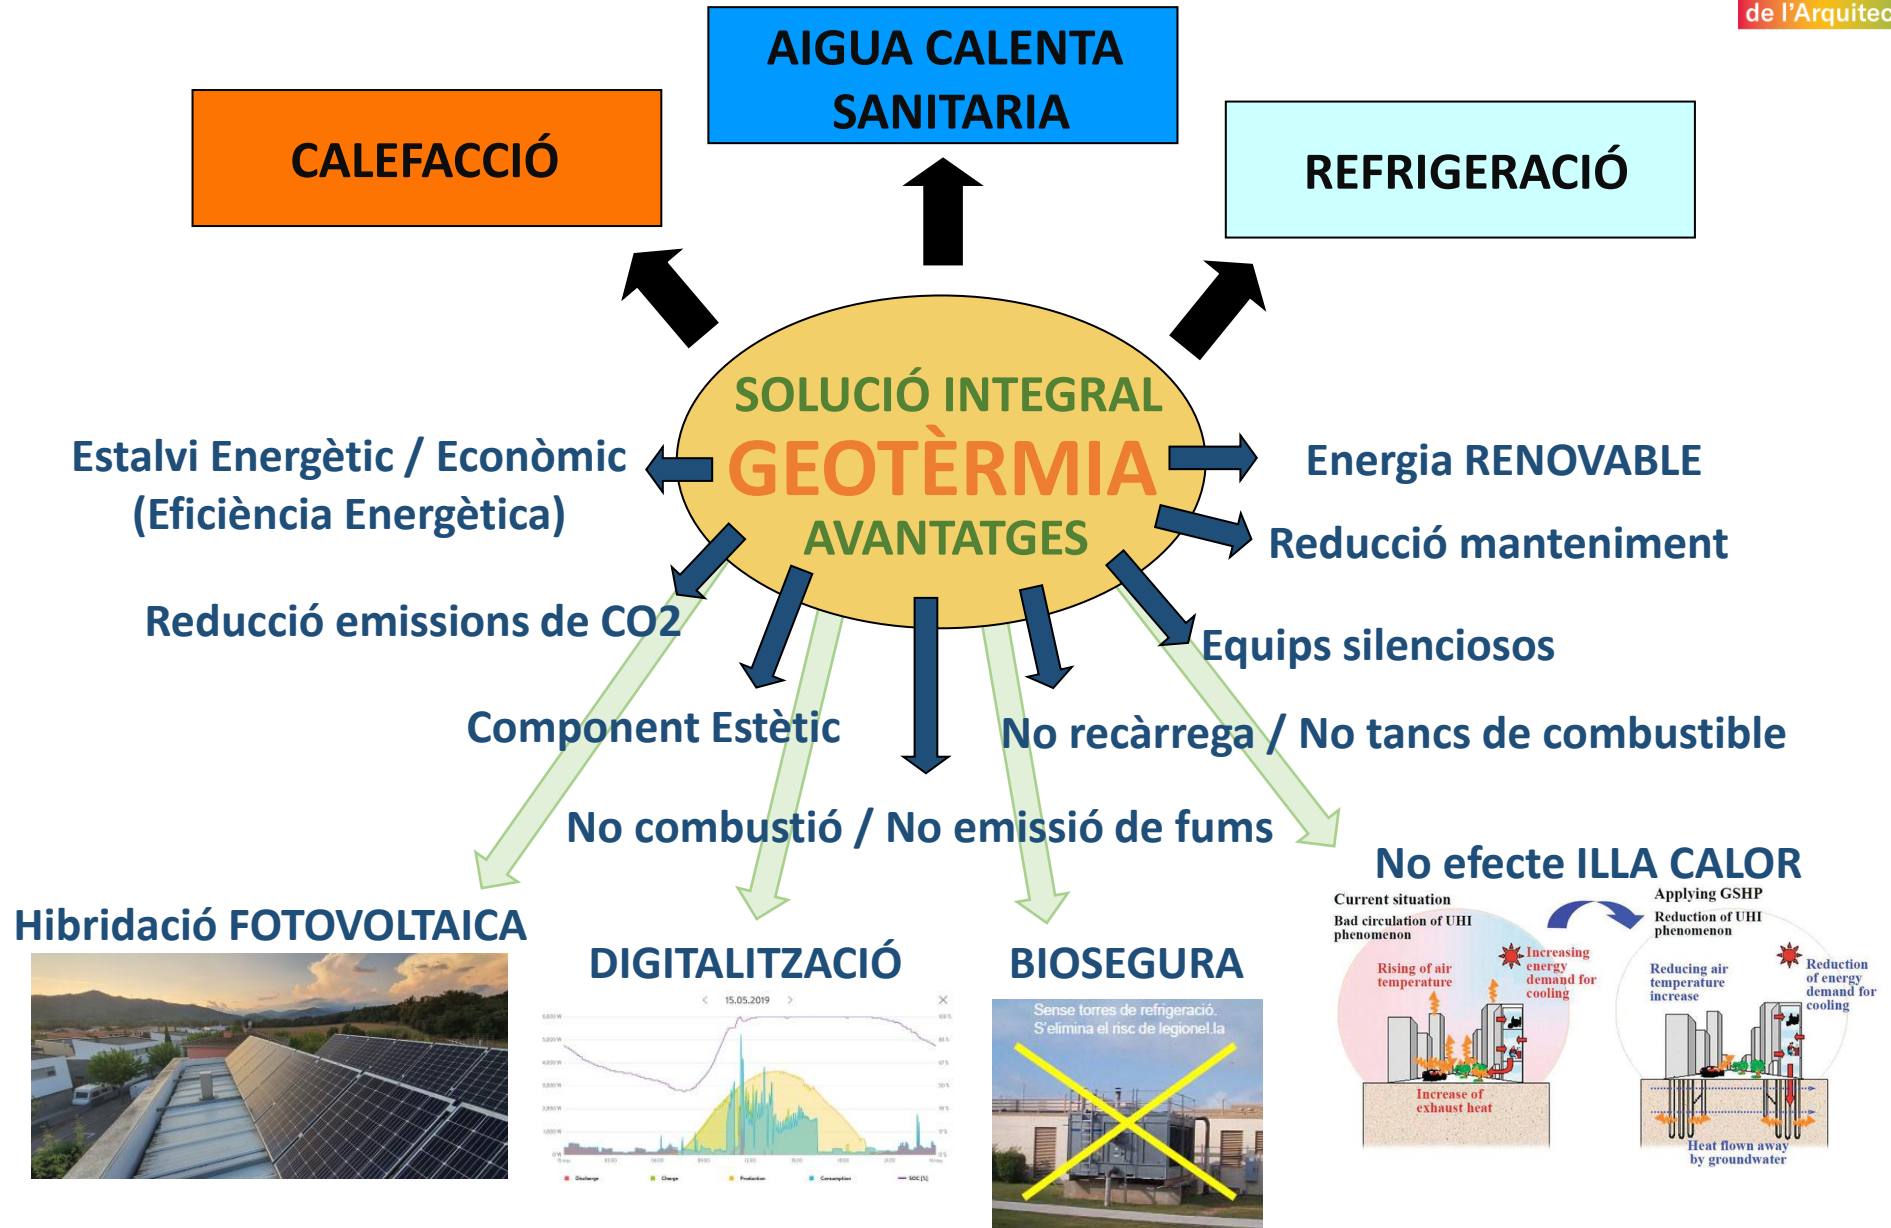 de l'Arquitec
AIGUA CALENTA
SANITARIA
CALEFACCIÓ
REFRIGERACIÓ
SOLUCIÓ INTEGRAL
GEOTÈRMIA
AVANTATGES
Estalvi Energètic / Econòmic
(Eficiència Energètica)
Energia RENOVABLE
Reducció manteniment
Reducció emissions de CO2
Equips silenciosos
Component Estètic
No recàrrega / No tancs de combustible
No combustió / No emissió de fums
No efecte ILLA CALOR
Hibridació FOTOVOLTAICA
DIGITALITZACIÓ
BIOSEGURA
15.05.2019
Discharge
Charge
Production
Consumption
SOC [%]
Sense torres de refrigeració.
S'elimina el risc de legionel.la
Current situation
Bad circulation of UHI
phenomenon
Rising of air
temperature
Increasing
energy
demand for
cooling
Increase of
exhaust heat
Applying GSHP
Reduction of UHI
phenomenon
Reducing air
temperature
increase
Reduction
of energy
demand for
cooling
Heat flown away
by groundwater